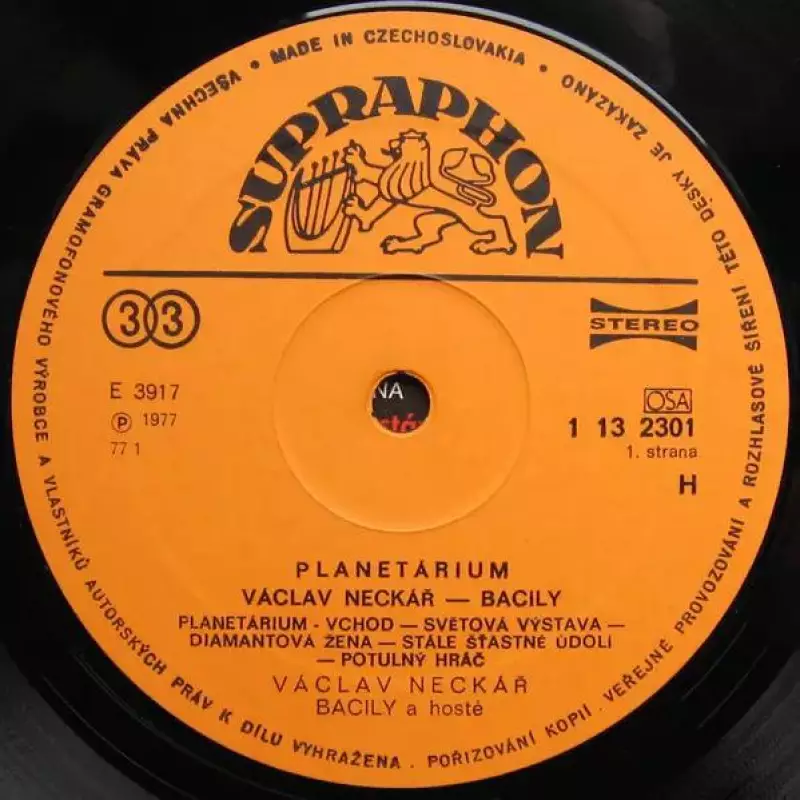 • MADE IN CZECHOSLOVAKIA •
VŠECHNA PRÁVA GRAMOFONOVÉHO VÝROBCE A VLASTNÍKŮ AUTORSKÝCH PRÁV K DÍLU VYHRAŽENA. POŘIZOVÁNÍ KOPIÍ. VEŘEJNÉ PROVOZOVÁNÍ A ROZHLASOVÉ ŠÍŘENÍ TÉTO DESKY JE ZAKÁZÁNO
SUPRAPHON
33
STEREO
E 3917
Ⓟ 1977
77 1
NA
stá
OSA
1 13 2301
1. strana
H
PLANETÁRIUM
VÁCLAV NECKÁŘ — BACILY
PLANETÁRIUM - VCHOD — SVĚTOVÁ VÝSTAVA —
DIAMANTOVÁ ŽENA — STÁLE ŠŤASTNÉ ÚDOLÍ
— POTULNÝ HRÁČ
VÁCLAV NECKÁŘ
BACILY a hosté